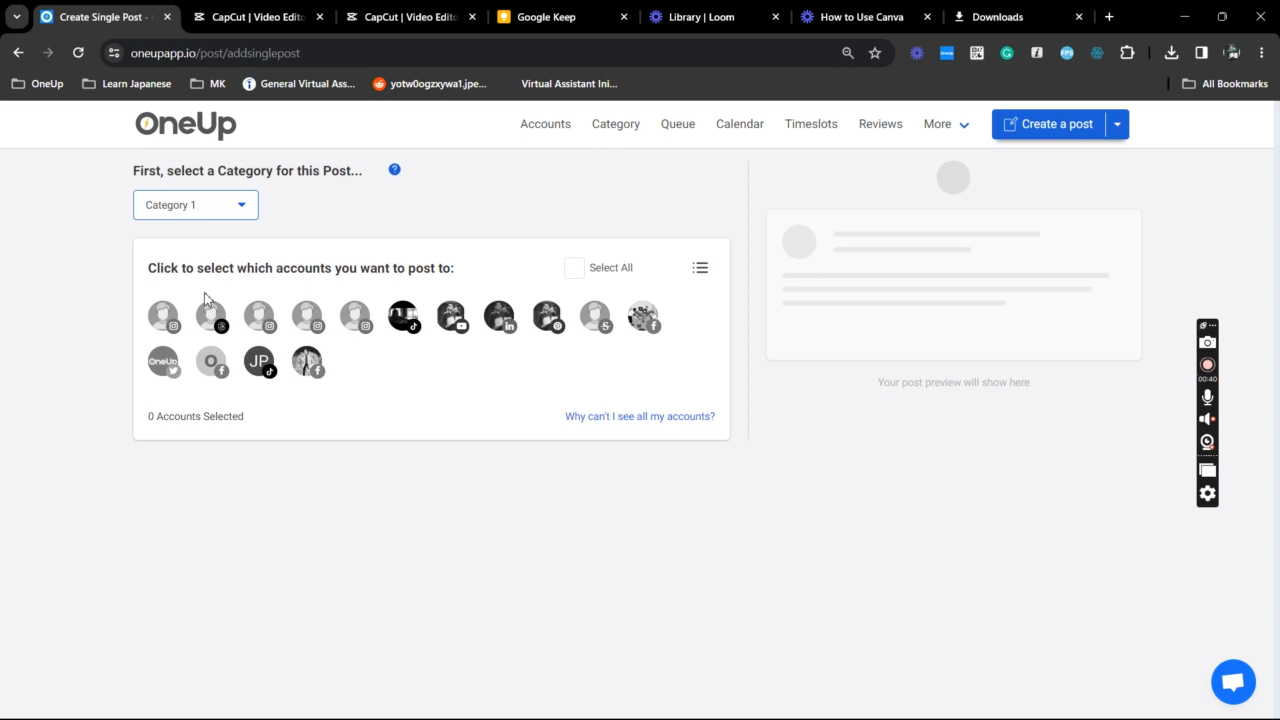 Create Single Post -
CapCut | Video Edito
CapCut | Video Edito
Google Keep
Library | Loom
How to Use Canva
Downloads
oneupapp.io/post/addsinglepost
OneUp
Learn Japanese
MK
General Virtual Ass...
yotw0ogzxywa1.jpe...
Virtual Assistant Ini...
All Bookmarks
OneUp
Accounts
Category
Queue
Calendar
Timeslots
Reviews
More
Create a post
First, select a Category for this Post...
?
Category 1
Click to select which accounts you want to post to:
Select All
OneUp
O
JP
0 Accounts Selected
Why can't I see all my accounts?
Your post preview will show here
00:40